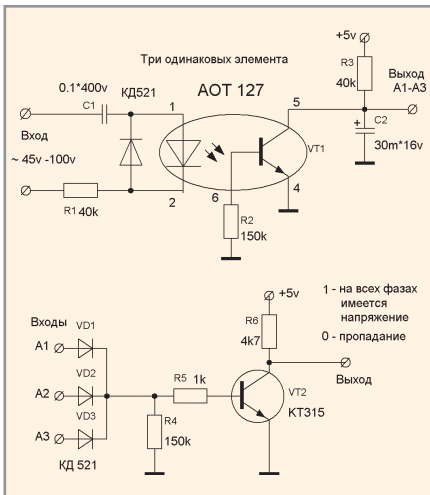 +5v
Три одинаковых элемента
R3
40k
Выход
А1-А3
0.1*400v
КД521
АОТ 127
C1
1
5
Вход
VT1
+
C2
30m*16v
~ 45v -100v
2
6
4
R1 40k
R2
150k
+5v
1 - на всех фазах
имеется
напряжение
0 - пропадание
R6
4k7
Входы
VD1
А1
VD2
А2
R5 1k
Выход
VT2
КТ315
VD3
А3
R4
150k
КД 521